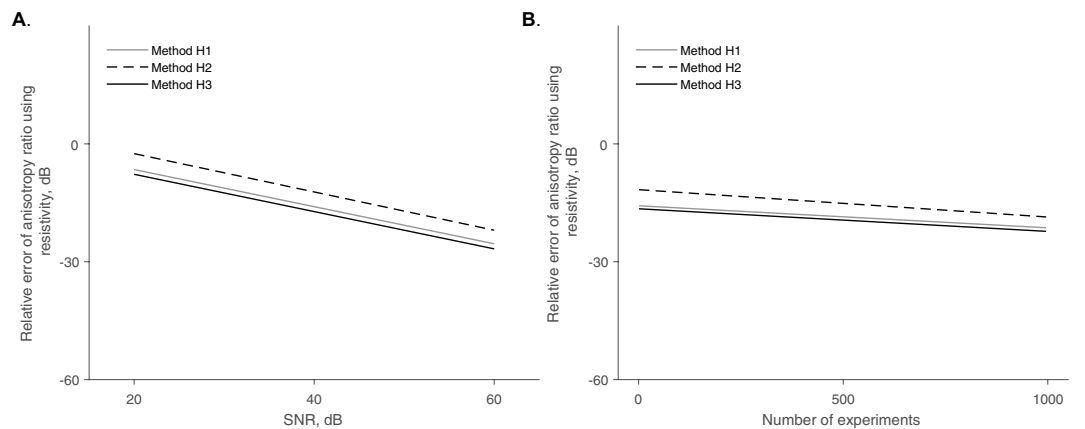 A.
Method H1
Method H2
Method H3
Relative error of anisotropy ratio using
resistivity, dB
0
-30
-60
20
40
60
SNR, dB
B.
Method H1
Method H2
Method H3
Relative error of anisotropy ratio using
resistivity, dB
0
-30
-60
0
500
1000
Number of experiments